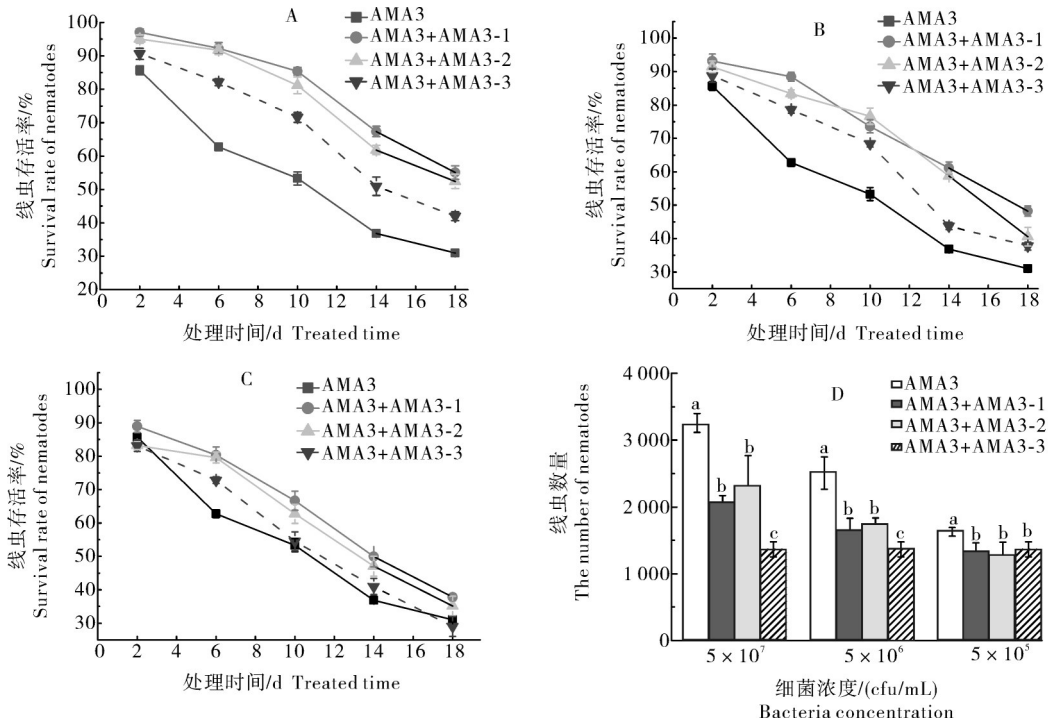 A
AMA3
AMA3+AMA3-1
AMA3+AMA3-2
AMA3+AMA3-3
线虫存活率/%
Survival rate of nematodes/%
100
90
80
70
60
50
40
30
20
0 2 4 6 8 10 12 14 16 18
处理时间/d Treated time
B
AMA3
AMA3+AMA3-1
AMA3+AMA3-2
AMA3+AMA3-3
线虫存活率/%
Survival rate of nematodes/%
100
90
80
70
60
50
40
30
0 2 4 6 8 10 12 14 16 18
处理时间/d Treated time
C
AMA3
AMA3+AMA3-1
AMA3+AMA3-2
AMA3+AMA3-3
线虫存活率/%
Survival rate of nematodes/%
100
90
80
70
60
50
40
30
0 2 4 6 8 10 12 14 16 18
处理时间/d Treated time
D
AMA3
AMA3+AMA3-1
AMA3+AMA3-2
AMA3+AMA3-3
线虫数量
The number of nematodes
4 000
3 000
2 000
1 000
0
a b b c
a b b c
a b b b
5 × 10⁷ 5 × 10⁶ 5 × 10⁵
细菌浓度/(cfu/mL)
Bacteria concentration